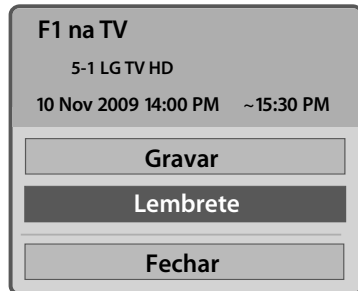 F1 na TV
5-1 LG TV HD
10 Nov 2009 14:00 PM ~15:30 PM
Gravar
Lembrete
Fechar